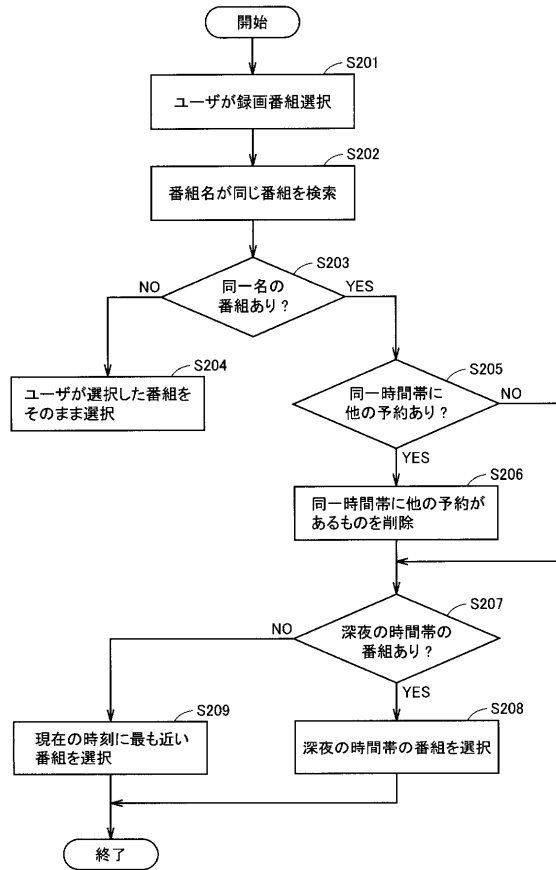 開始
S201
ユーザが録画番組選択
S202
番組名が同じ番組を検索
S203
同一名の
番組あり？
NO
YES
S204
ユーザが選択した番組を
そのまま選択
S205
同一時間帯に
他の予約あり？
NO
YES
S206
同一時間帯に他の予約が
あるものを削除
S207
深夜の時間帯の
番組あり？
NO
YES
S209
現在の時刻に最も近い
番組を選択
S208
深夜の時間帯の番組を選択
終了